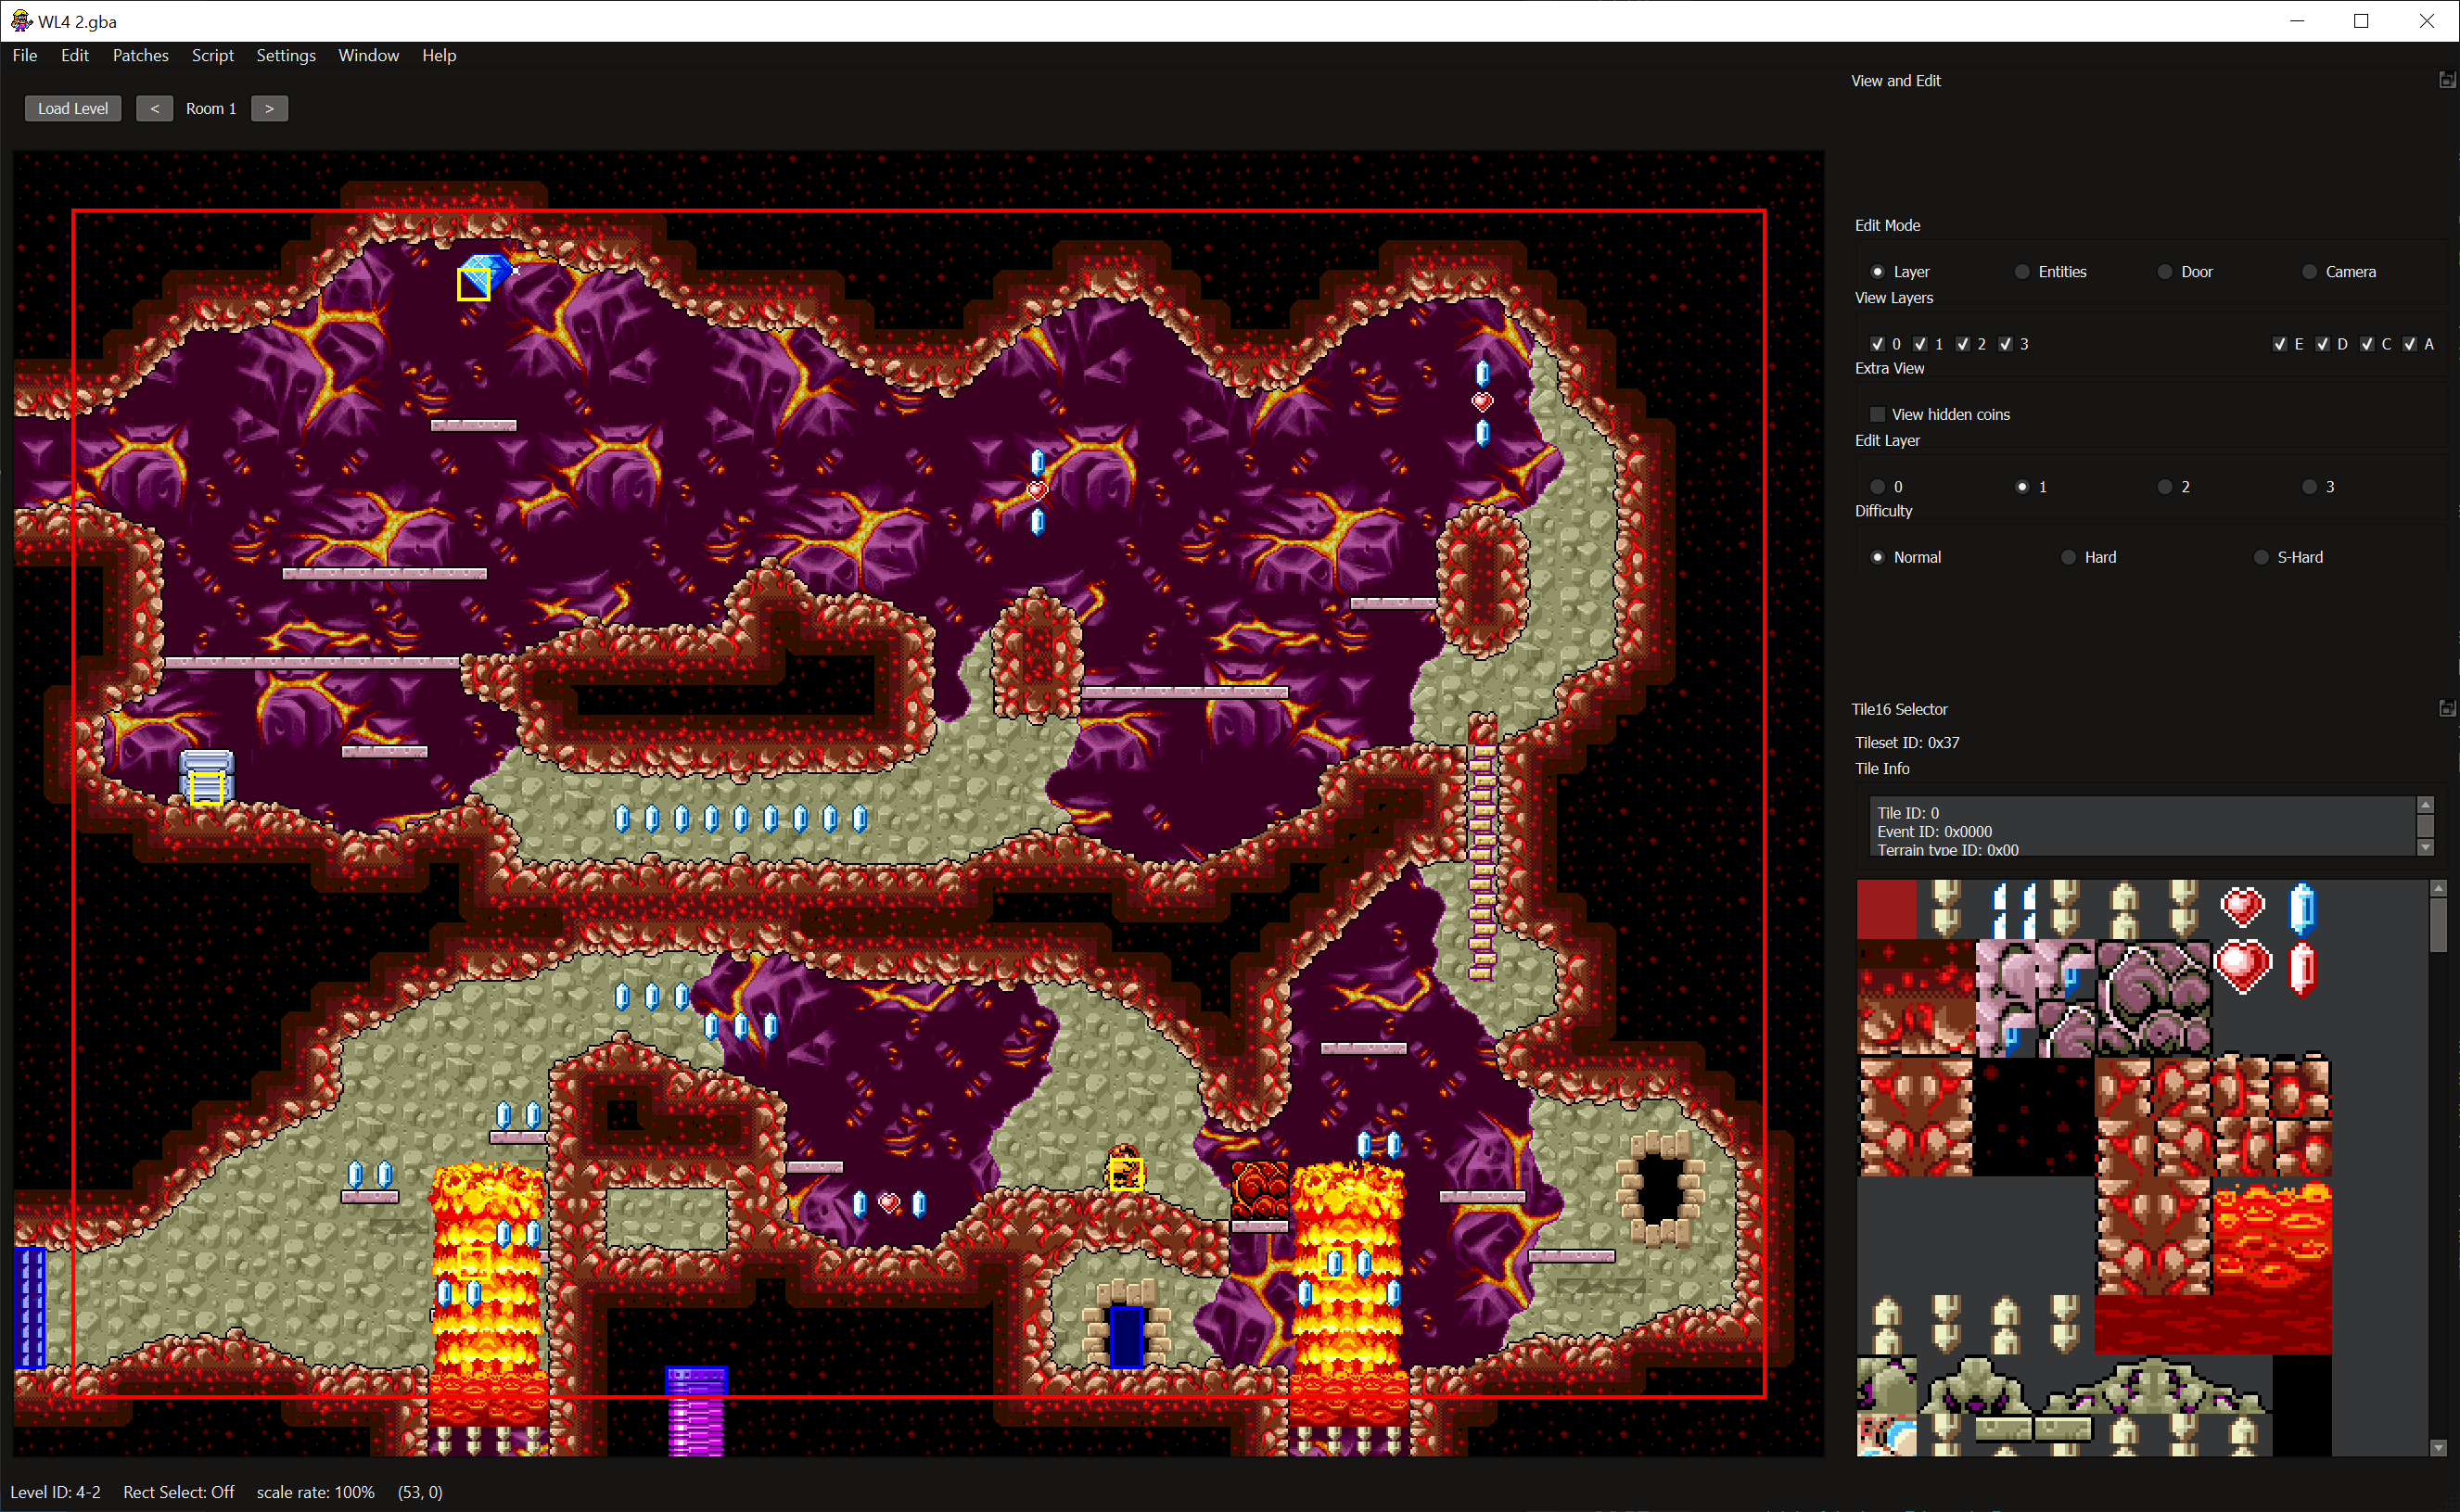 WL4 2.gba
File Edit Patches Script Settings Window Help
Load Level < Room 1 >
View and Edit
Edit Mode
Layer Entities Door Camera
View Layers
0 1 2 3 E D C A
Extra View
View hidden coins
Edit Layer
0 1 2 3
Difficulty
Normal Hard S-Hard
Tile16 Selector
Tileset ID: 0x37
Tile Info
Tile ID: 0
Event ID: 0x0000
Terrain type ID: 0x00
Level ID: 4-2 Rect Select: Off scale rate: 100% (53, 0)